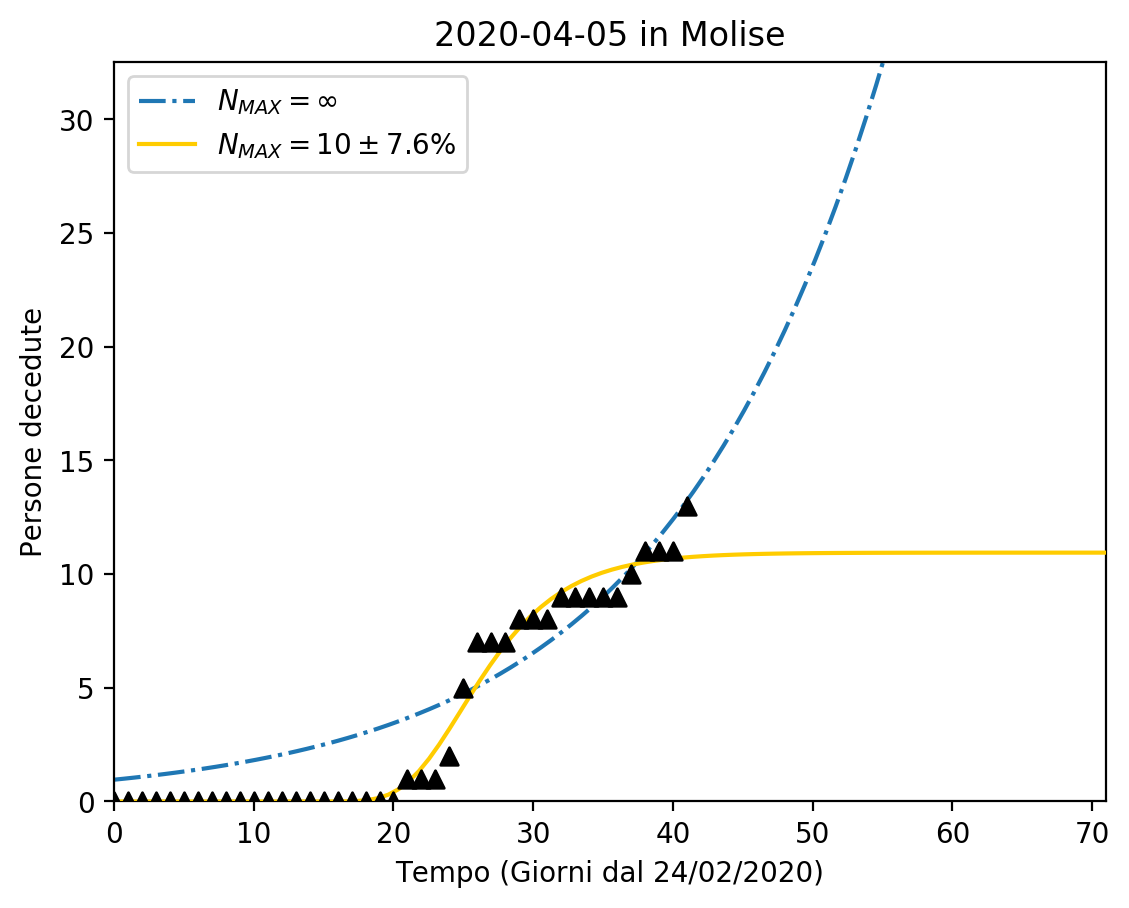 2020-04-05 in Molise
N_MAX = ∞
N_MAX = 10 ± 7.6%
Persone decedute
30
25
20
15
10
5
0
0 10 20 30 40 50 60 70
Tempo (Giorni dal 24/02/2020)